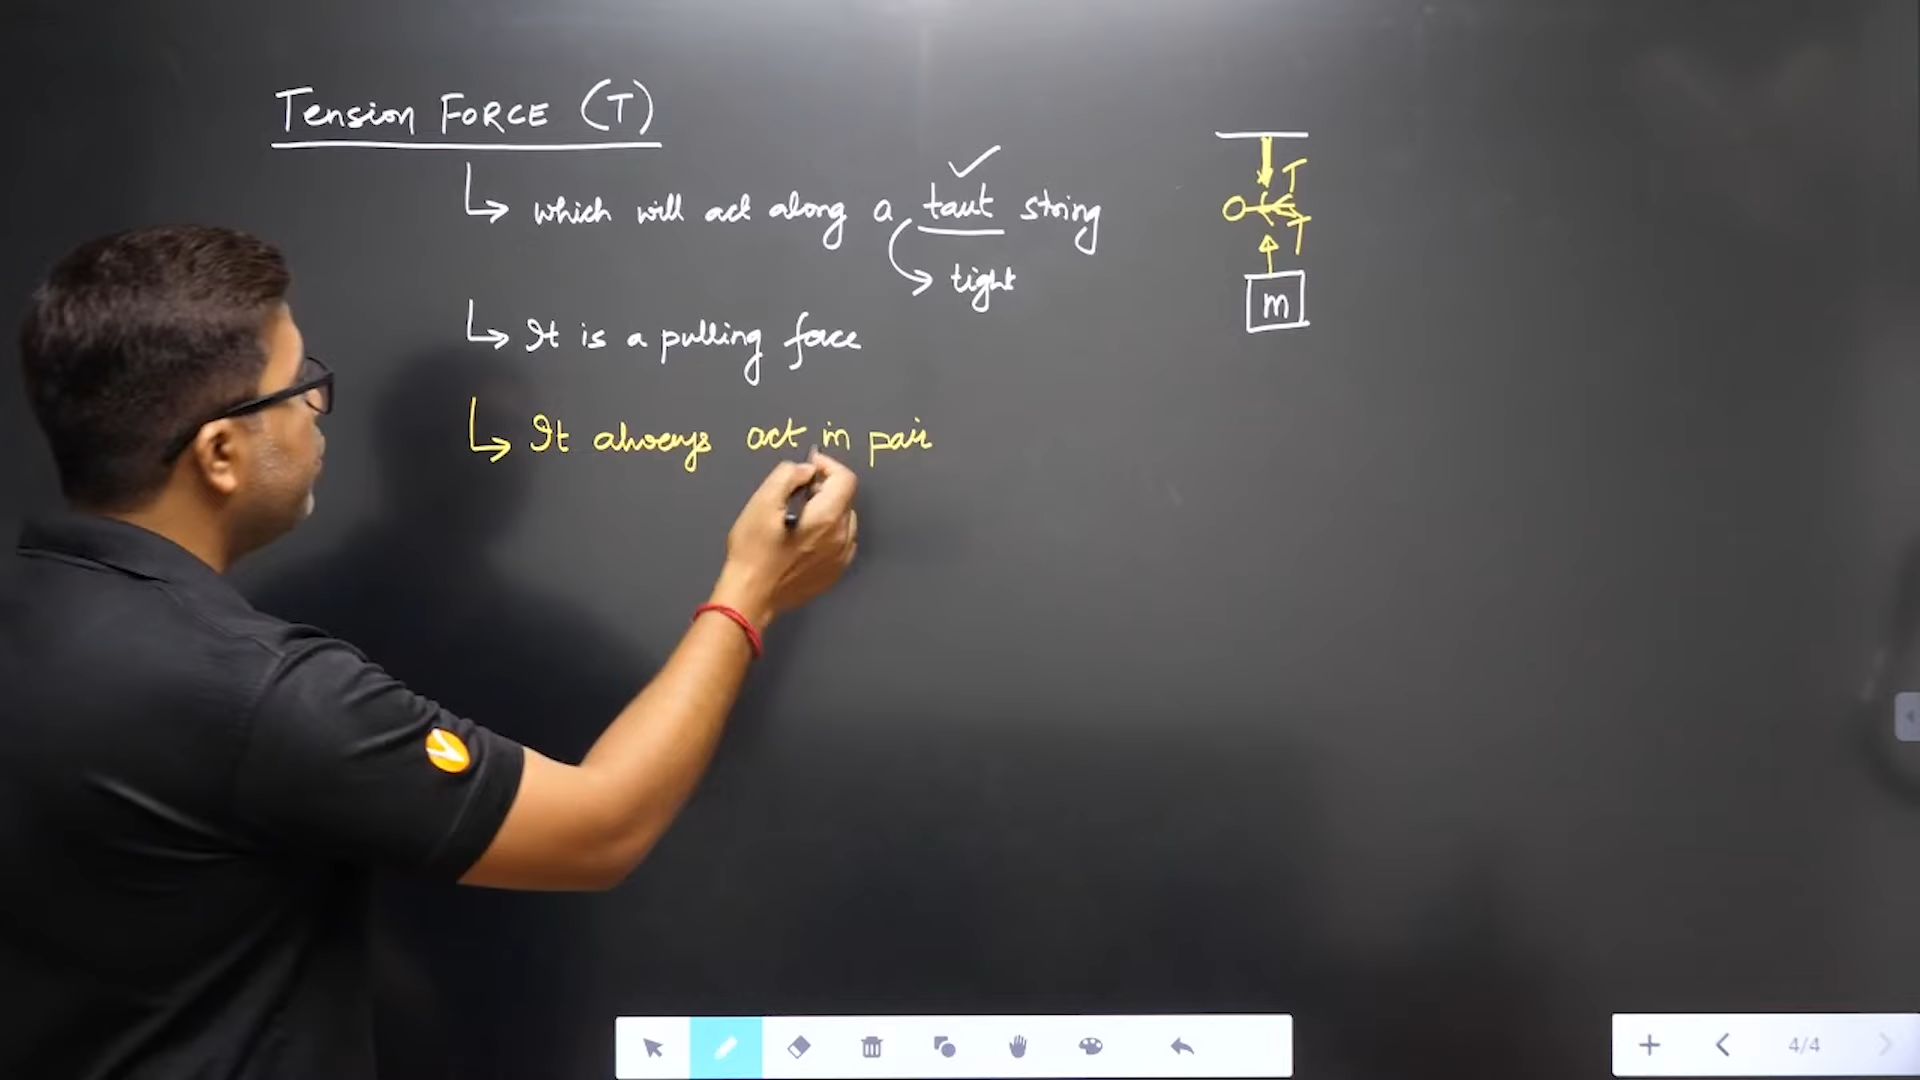 Tension FORCE (T)
↳ which will act along a taut string
tight
↳ It is a pulling force
↳ It always act in pair
T
T
m
4/4